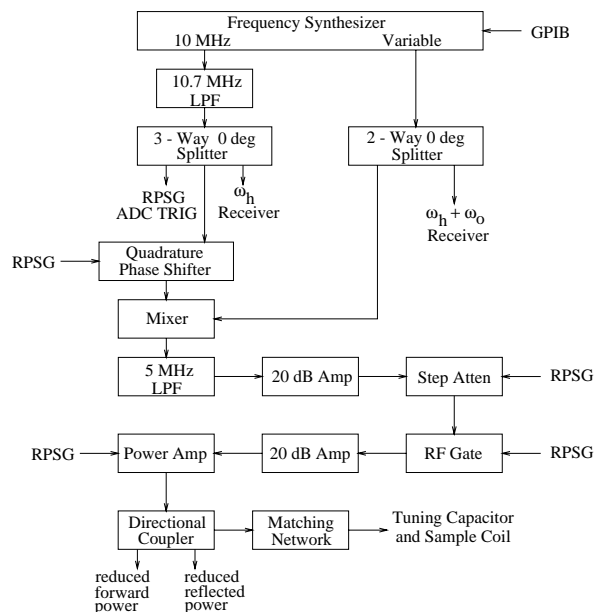 Frequency Synthesizer
10 MHz Variable
GPIB
10.7 MHz
LPF
3 - Way 0 deg
Splitter
2 - Way 0 deg
Splitter
RPSG
ADC TRIG
ωh
Receiver
ωh + ωo
Receiver
RPSG
Quadrature
Phase Shifter
Mixer
5 MHz
LPF
20 dB Amp
Step Atten
RPSG
RPSG
Power Amp
20 dB Amp
RF Gate
RPSG
Directional
Coupler
Matching
Network
Tuning Capacitor
and Sample Coil
reduced
forward
power
reduced
reflected
power